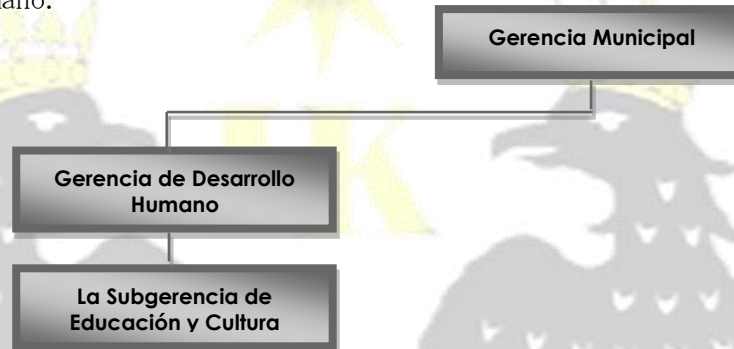 Gerencia Municipal
Gerencia de Desarrollo
Humano
La Subgerencia de
Educación y Cultura